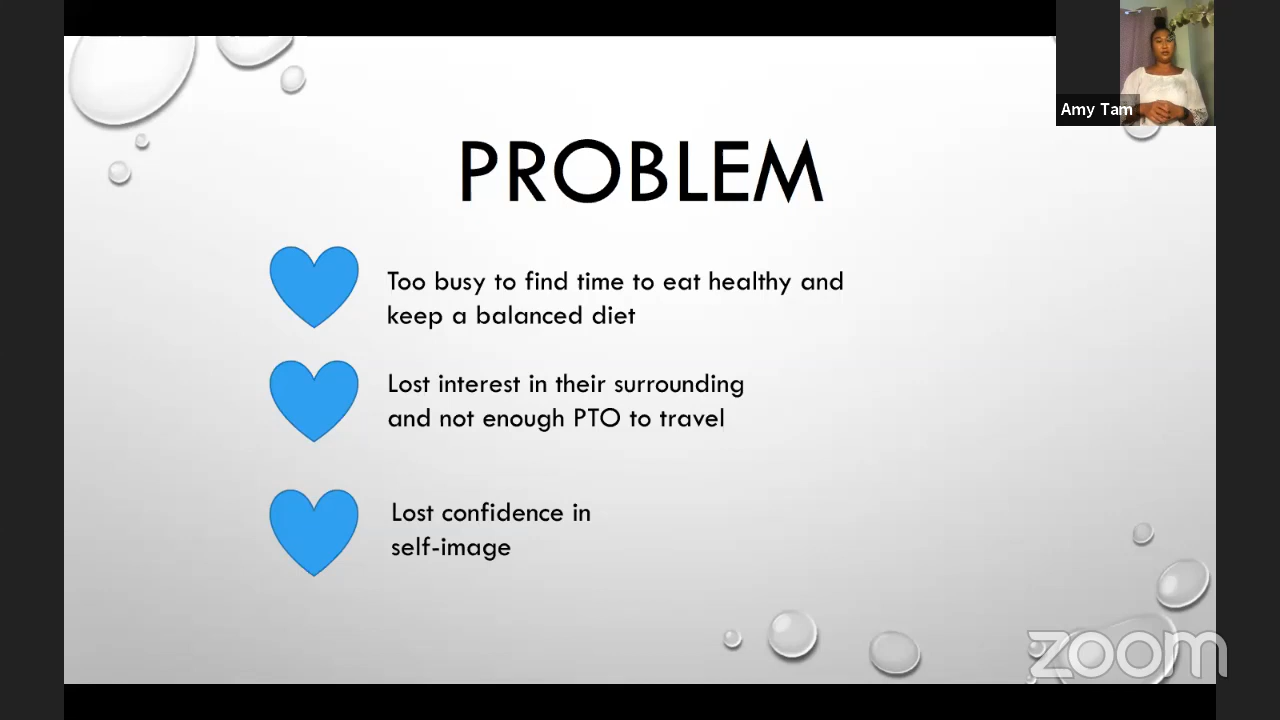 Amy Tam
PROBLEM
Too busy to find time to eat healthy and
keep a balanced diet
Lost interest in their surrounding
and not enough PTO to travel
Lost confidence in
self-image
zoom